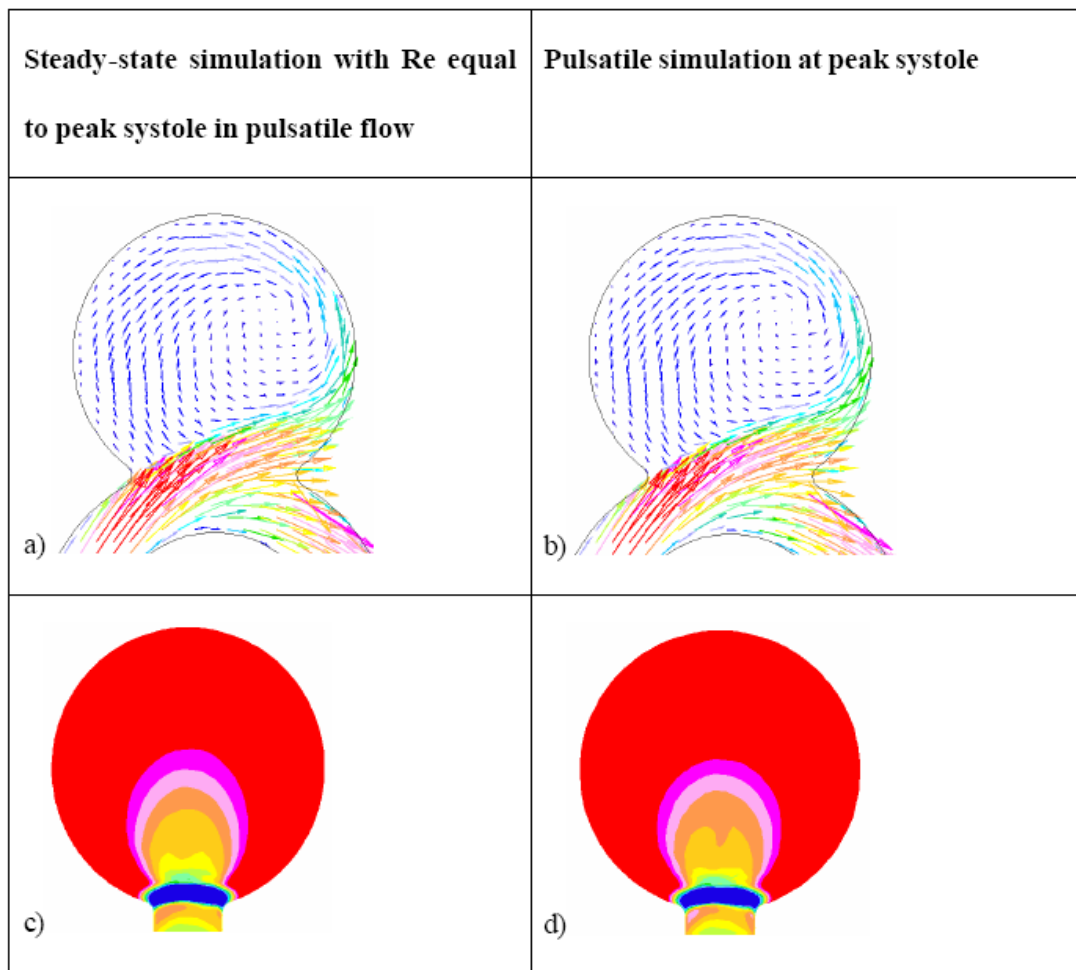 Steady-state simulation with Re equal
to peak systole in pulsatile flow
Pulsatile simulation at peak systole
a)
b)
c)
d)